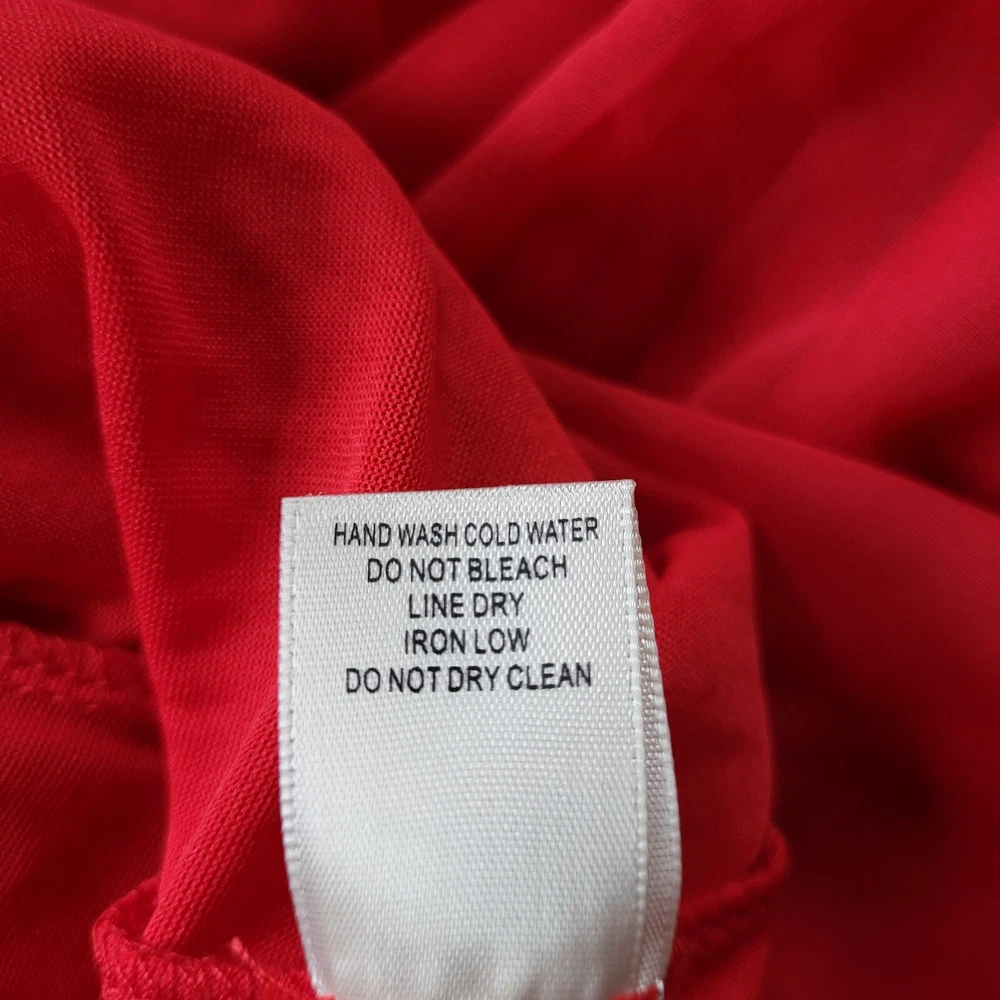 HAND WASH COLD WATER
DO NOT BLEACH
LINE DRY
IRON LOW
DO NOT DRY CLEAN